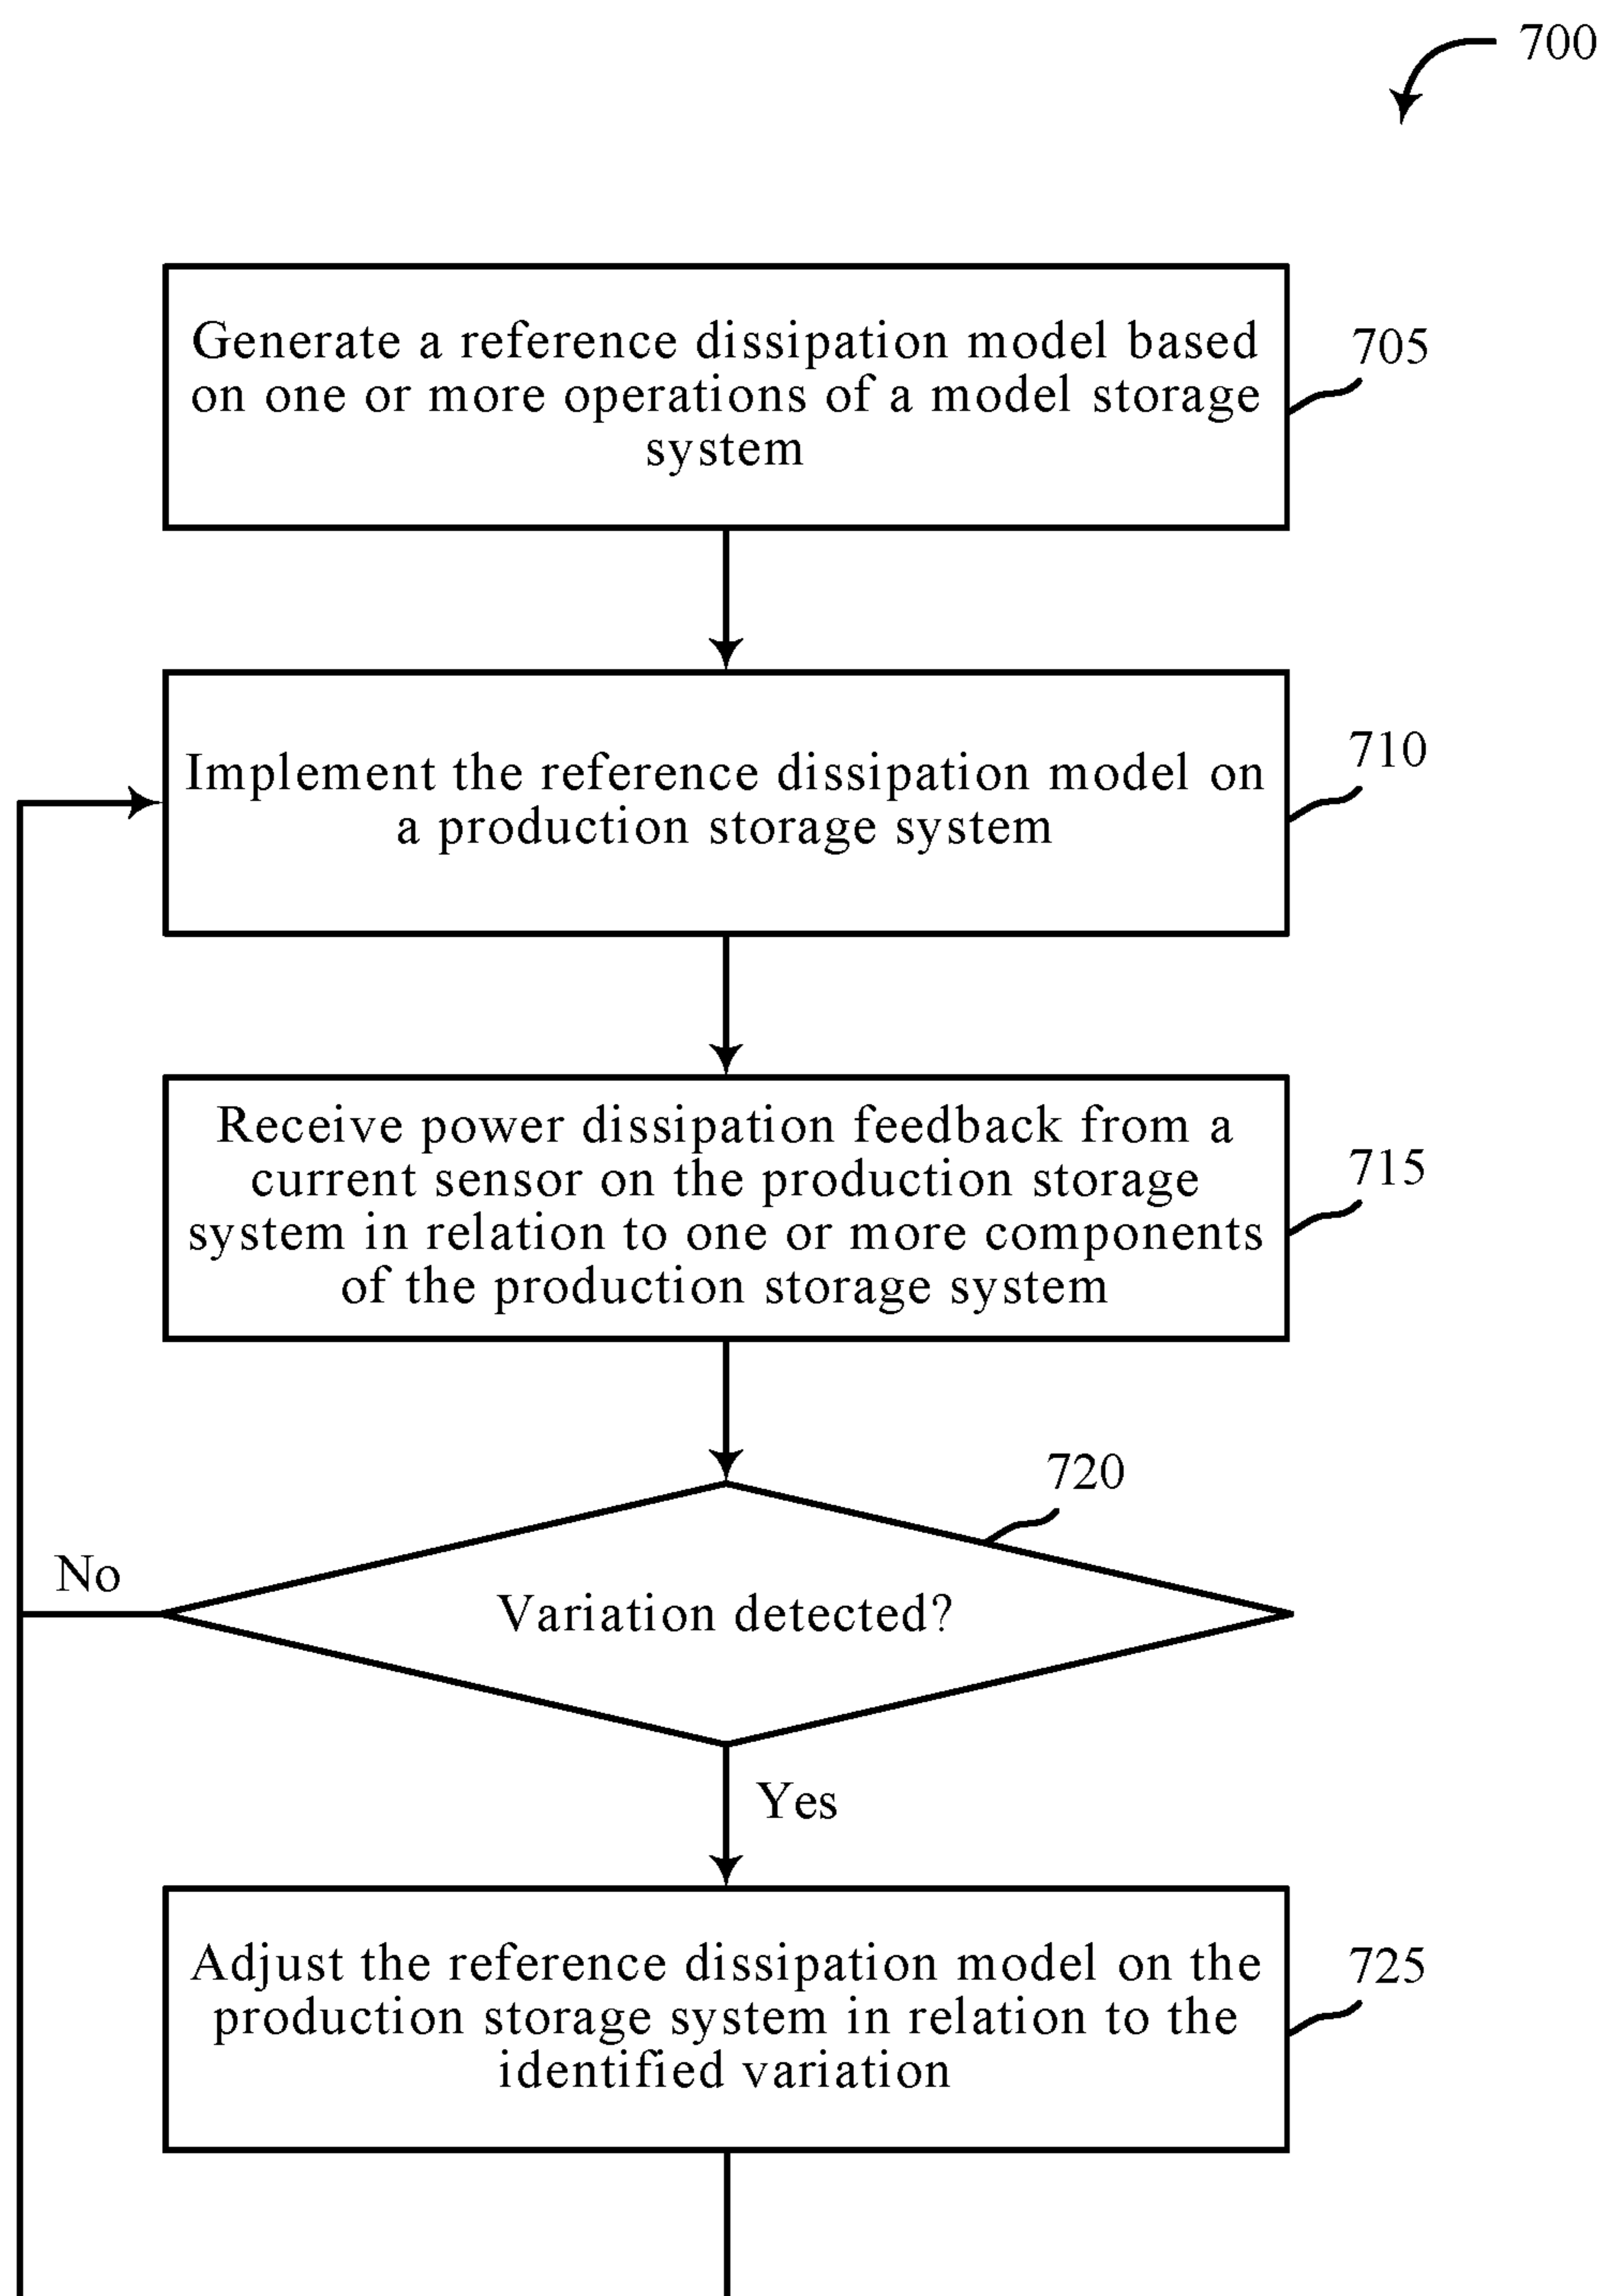 700
Generate a reference dissipation model based
on one or more operations of a model storage
system
705
Implement the reference dissipation model on
a production storage system
710
Receive power dissipation feedback from a
current sensor on the production storage
system in relation to one or more components
of the production storage system
715
720
Variation detected?
No
Yes
Adjust the reference dissipation model on the
production storage system in relation to the
identified variation
725